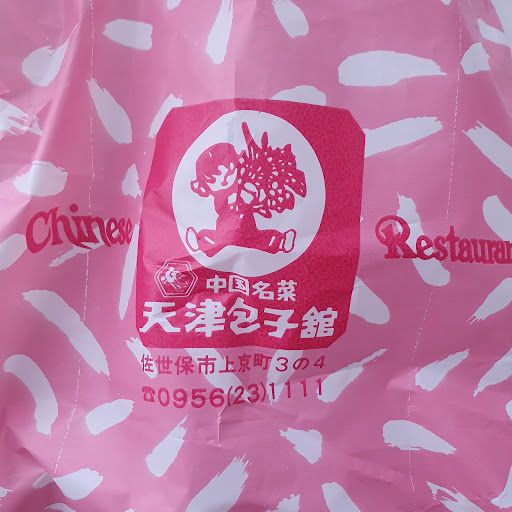 Chinese
Restauran
中国名菜
天津包子舘
佐世保市上京町3の4
☎0956(23)1111